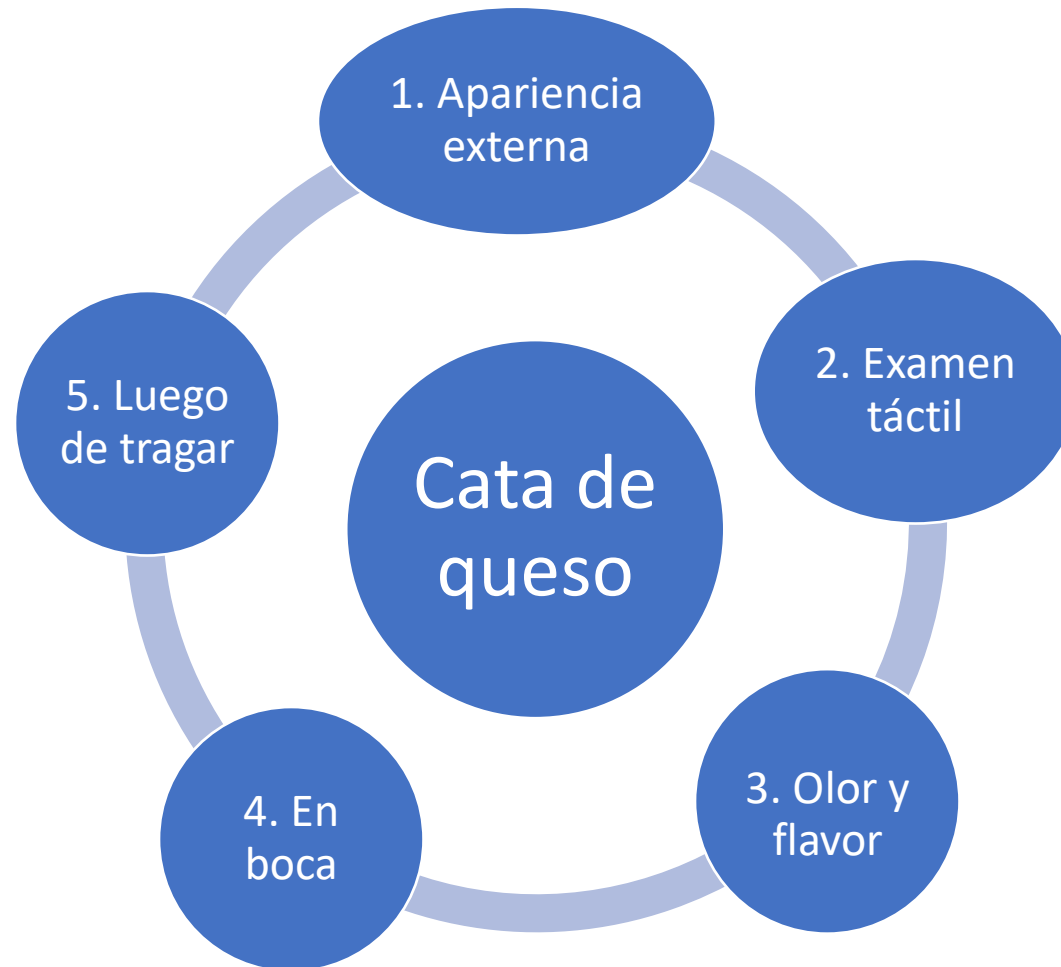 1. Apariencia
externa
2. Examen
táctil
3. Olor y
flavor
4. En
boca
5. Luego
de tragar
Cata de
queso